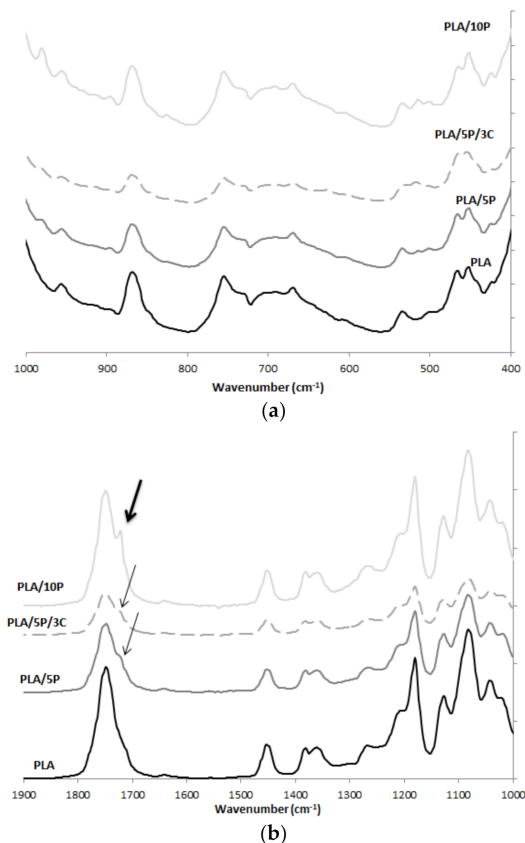 PLA/10P
PLA/5P/3C
PLA/5P
PLA
1000 900 800 700 600 500 400
Wavenumber (cm⁻¹)
(a)
PLA/10P
PLA/5P/3C
PLA/5P
PLA
1900 1800 1700 1600 1500 1400 1300 1200 1100 1000
Wavenumber (cm⁻¹)
(b)